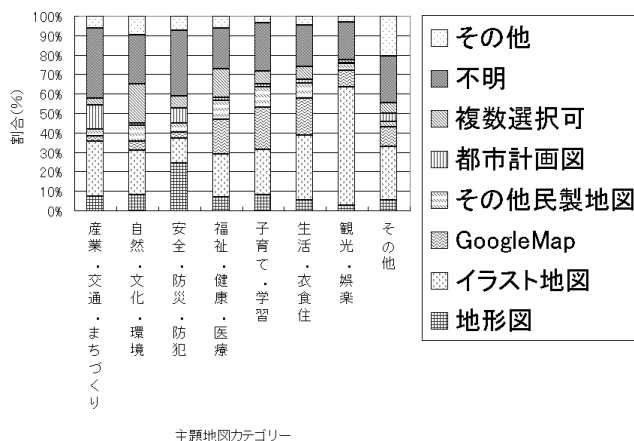 100%
90%
80%
70%
60%
50%
40%
30%
20%
10%
0%
割合(%)
産業・交通・まちづくり
自然・文化・環境
安全・防災・防犯
福祉・健康・医療
子育て・学習
生活・衣食住
観光・娯楽
その他
主題地図カテゴリー
その他
不明
複数選択可
都市計画図
その他民製地図
GoogleMap
イラスト地図
地形図